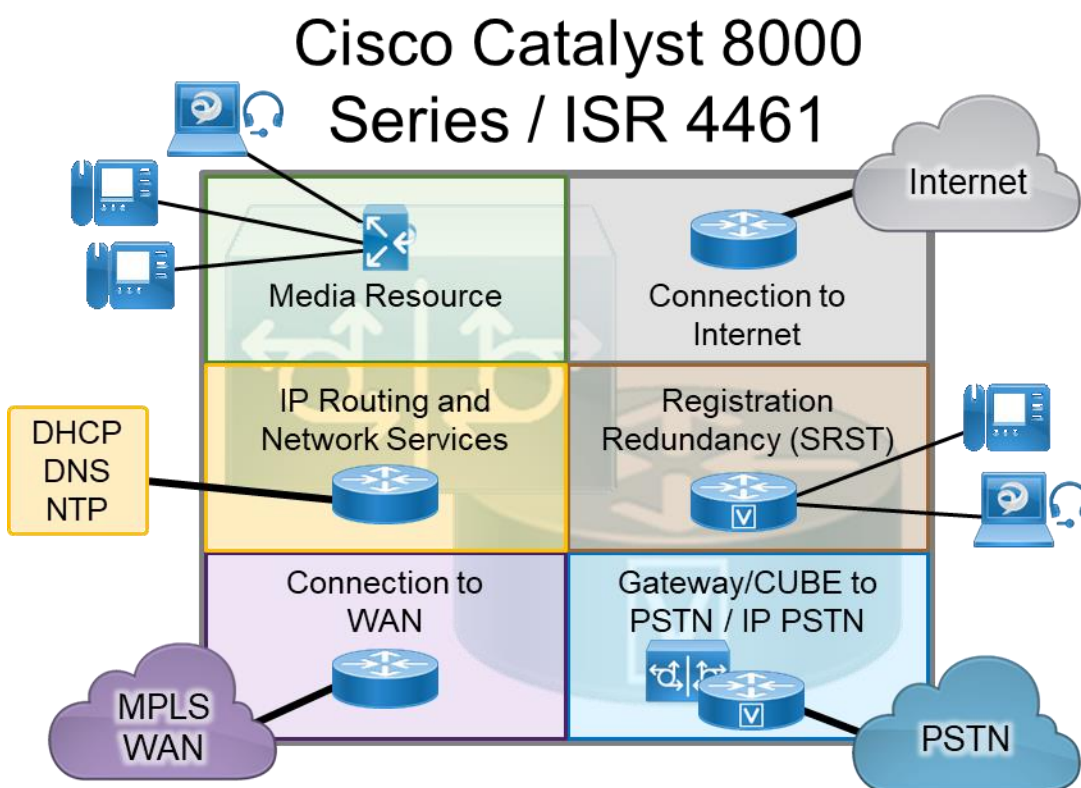 Cisco Catalyst 8000
Series / ISR 4461
Internet
Media Resource
Connection to
Internet
DHCP
DNS
NTP
IP Routing and
Network Services
Registration
Redundancy (SRST)
V
Connection to
WAN
Gateway/CUBE to
PSTN / IP PSTN
V
MPLS
WAN
PSTN